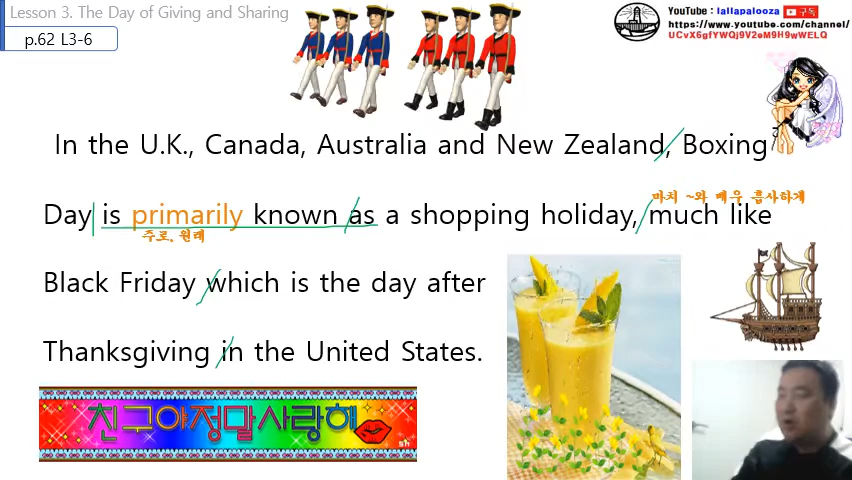 Lesson 3. The Day of Giving and Sharing
p.62 L3-6
YouTube : lallapalooza 구독
https://www.youtube.com/channel/
UCvX6gfYWQj9V2eM9H9wWELQ
In the U.K., Canada, Australia and New Zealand, Boxing
마치 ~와 매우 흡사하게
Day is primarily known as a shopping holiday, much like
주로, 원래
Black Friday which is the day after
Thanksgiving in the United States.
친구야정말사랑해